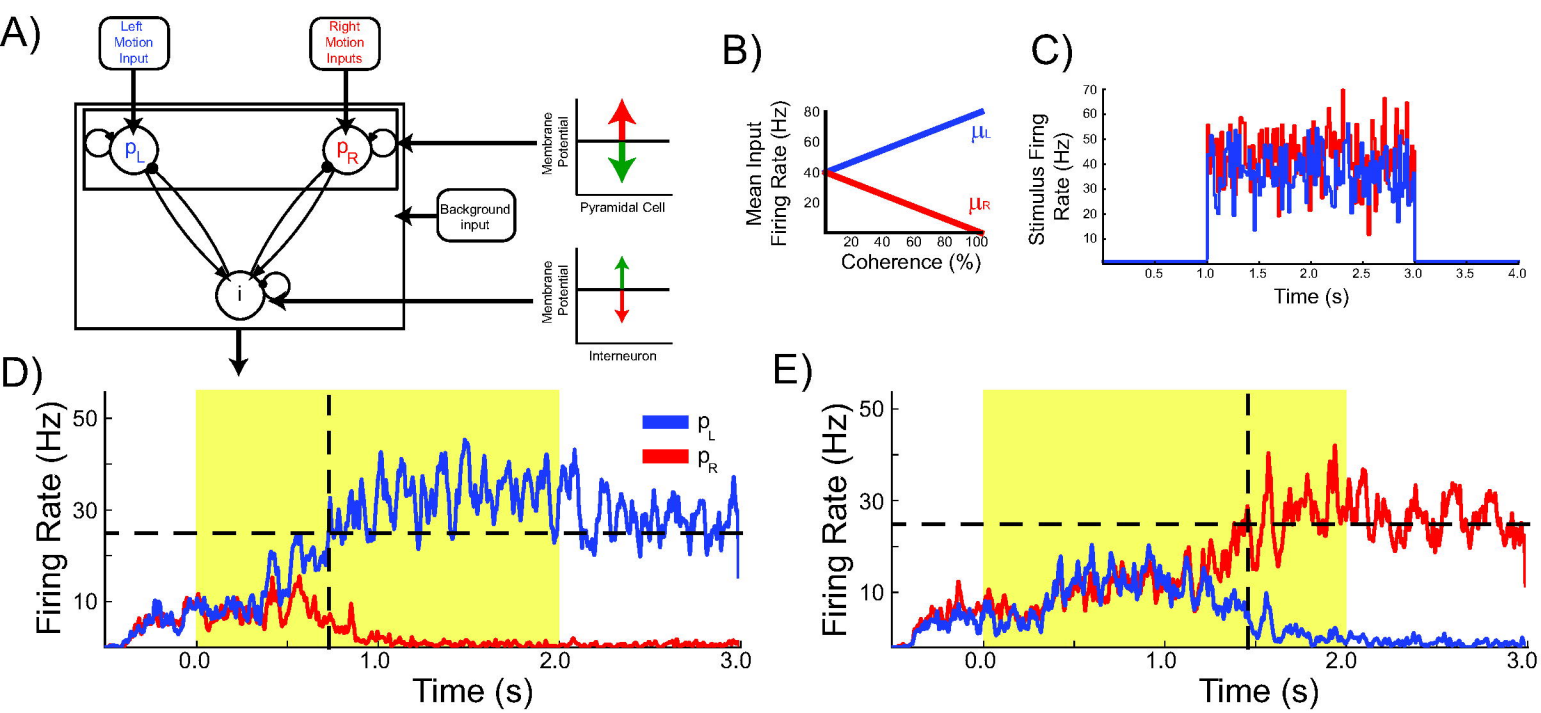 A)
Left
Motion
Input
Right
Motion
Inputs
pL
pR
i
Background
input
Membrane
Potential
Pyramidal Cell
Membrane
Potential
Interneuron
B)
Mean Input
Firing Rate (Hz)
80
60
40
20
μL
μR
20 40 60 80 100
Coherence (%)
C)
Stimulus Firng
Rate (Hz)
70
60
50
40
30
20
10
0.5 1.0 1.5 2.0 2.5 3.0 3.5 4.0
Time (s)
D)
Firing Rate (Hz)
50
30
10
pL
pR
0.0 1.0 2.0 3.0
Time (s)
E)
Firing Rate (Hz)
50
30
10
0.0 1.0 2.0 3.0
Time (s)